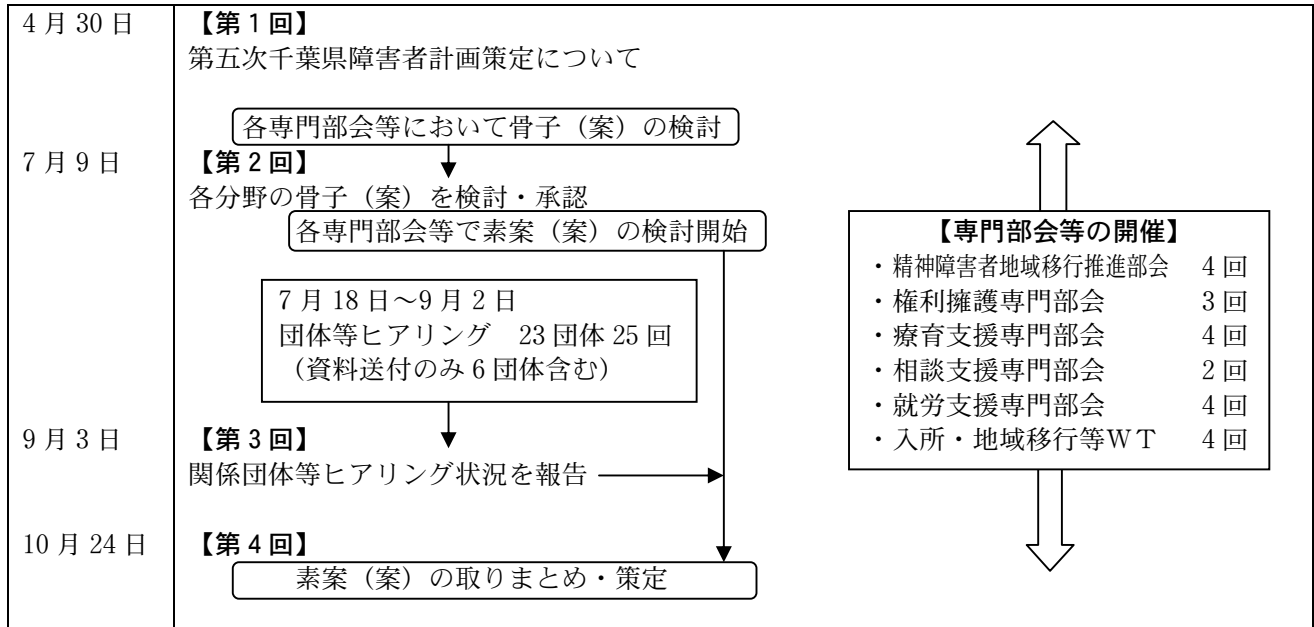 4月30日
【第1回】
第五次千葉県障害者計画策定について
各専門部会等において骨子（案）の検討
7月9日
【第2回】
各分野の骨子（案）を検討・承認
各専門部会等で素案（案）の検討開始
7月18日～9月2日
団体等ヒアリング　23団体25回
（資料送付のみ6団体含む）
9月3日
【第3回】
関係団体等ヒアリング状況を報告
10月24日
【第4回】
素案（案）の取りまとめ・策定
【専門部会等の開催】
・精神障害者地域移行推進部会　4回
・権利擁護専門部会　3回
・療育支援専門部会　4回
・相談支援専門部会　2回
・就労支援専門部会　4回
・入所・地域移行等ＷＴ　4回